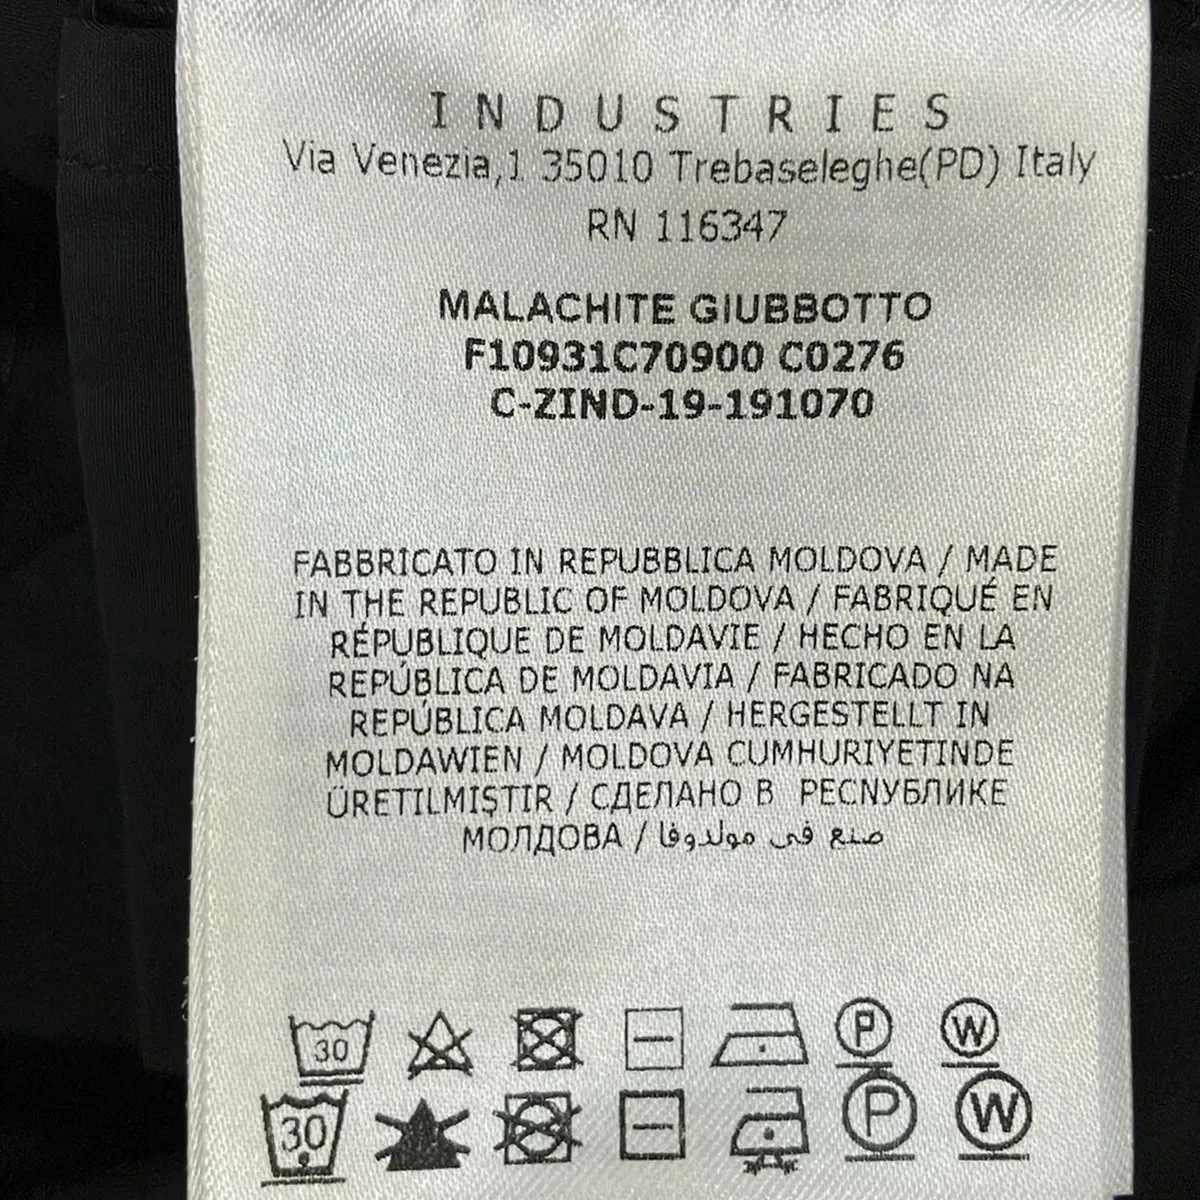 INDUSTRIES
Via Venezia,1 35010 Trebaseleghe(PD) Italy
RN 116347
MALACHITE GIUBBOTTO
F10931C70900 C0276
C-ZIND-19-191070
FABBRICATO IN REPUBBLICA MOLDOVA / MADE
IN THE REPUBLIC OF MOLDOVA / FABRIQUÉ EN
RÉPUBLIQUE DE MOLDAVIE / HECHO EN LA
REPÚBLICA DE MOLDAVIA / FABRICADO NA
REPÚBLICA MOLDAVA / HERGESTELLT IN
MOLDAWIEN / MOLDOVA CUMHURIYETINDE
ÜRETILMIŞTIR / СДЕЛАНО В РЕСNУБЛИКЕ
МОЛДОВА / صنع في مولدوفا
30 P W
30 P W